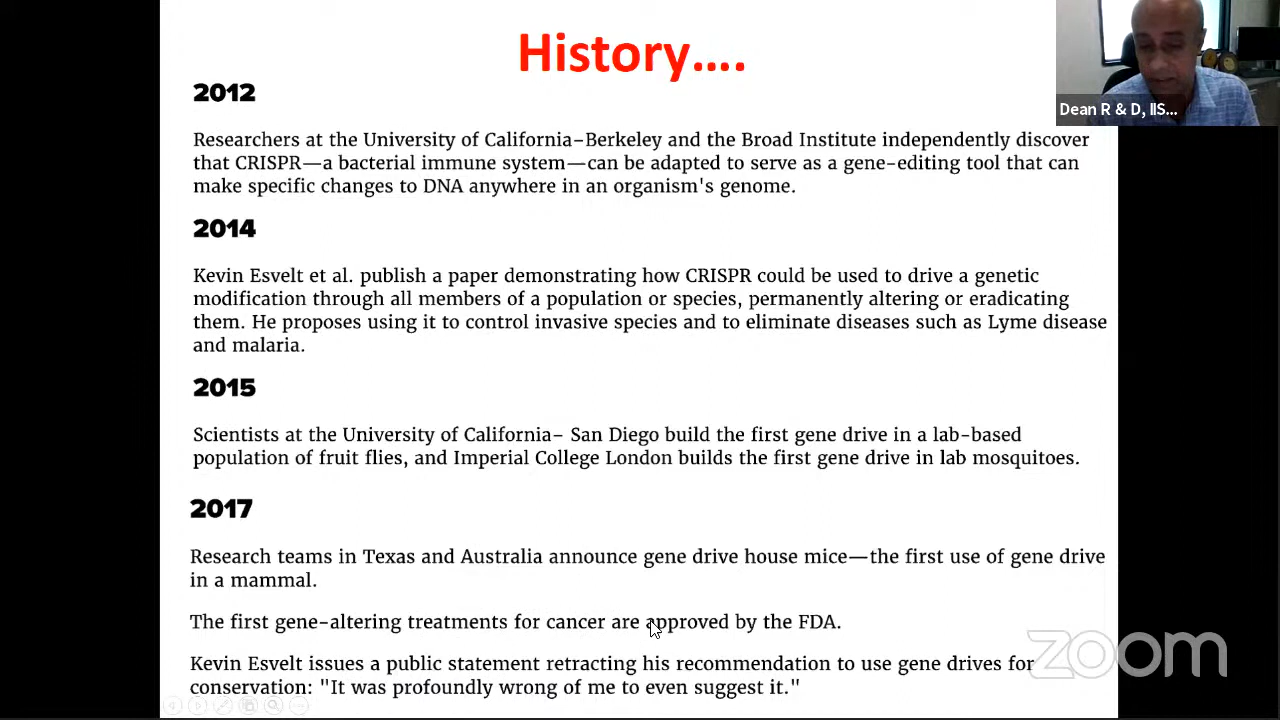 History....
Dean R & D, IIS...
2012
Researchers at the University of California–Berkeley and the Broad Institute independently discover
that CRISPR—a bacterial immune system—can be adapted to serve as a gene-editing tool that can
make specific changes to DNA anywhere in an organism's genome.
2014
Kevin Esvelt et al. publish a paper demonstrating how CRISPR could be used to drive a genetic
modification through all members of a population or species, permanently altering or eradicating
them. He proposes using it to control invasive species and to eliminate diseases such as Lyme disease
and malaria.
2015
Scientists at the University of California– San Diego build the first gene drive in a lab-based
population of fruit flies, and Imperial College London builds the first gene drive in lab mosquitoes.
2017
Research teams in Texas and Australia announce gene drive house mice—the first use of gene drive
in a mammal.
The first gene-altering treatments for cancer are approved by the FDA.
Kevin Esvelt issues a public statement retracting his recommendation to use gene drives for
conservation: "It was profoundly wrong of me to even suggest it."
zoom